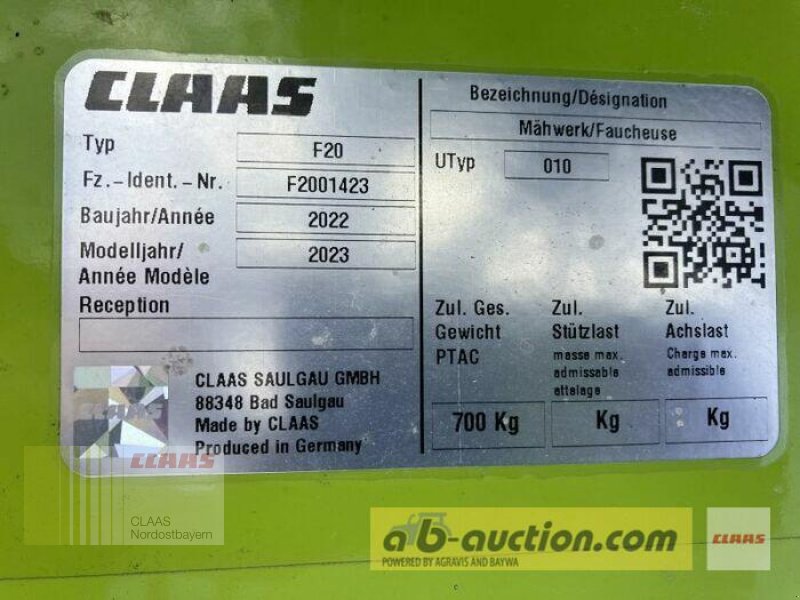 CLAAS
Typ
F20
Fz.-Ident.-Nr.
F2001423
Baujahr/Année
2022
Modelljahr/
Année Modèle
2023
Reception
CLAAS
CLAAS SAULGAU GMBH
88348 Bad Saulgau
Made by CLAAS
Produced in Germany
Bezeichnung/Désignation
Mähwerk/Faucheuse
UTyp
010
Zul. Ges.
Gewicht
PTAC
700 Kg
Zul.
Stützlast
masse max.
admissable
attelage
Kg
Zul.
Achslast
Charge max.
admissible
Kg
CLAAS
CLAAS
Nordostbayern
ab-auction.com
POWERED BY AGRAVIS AND BAYWA
CLAAS